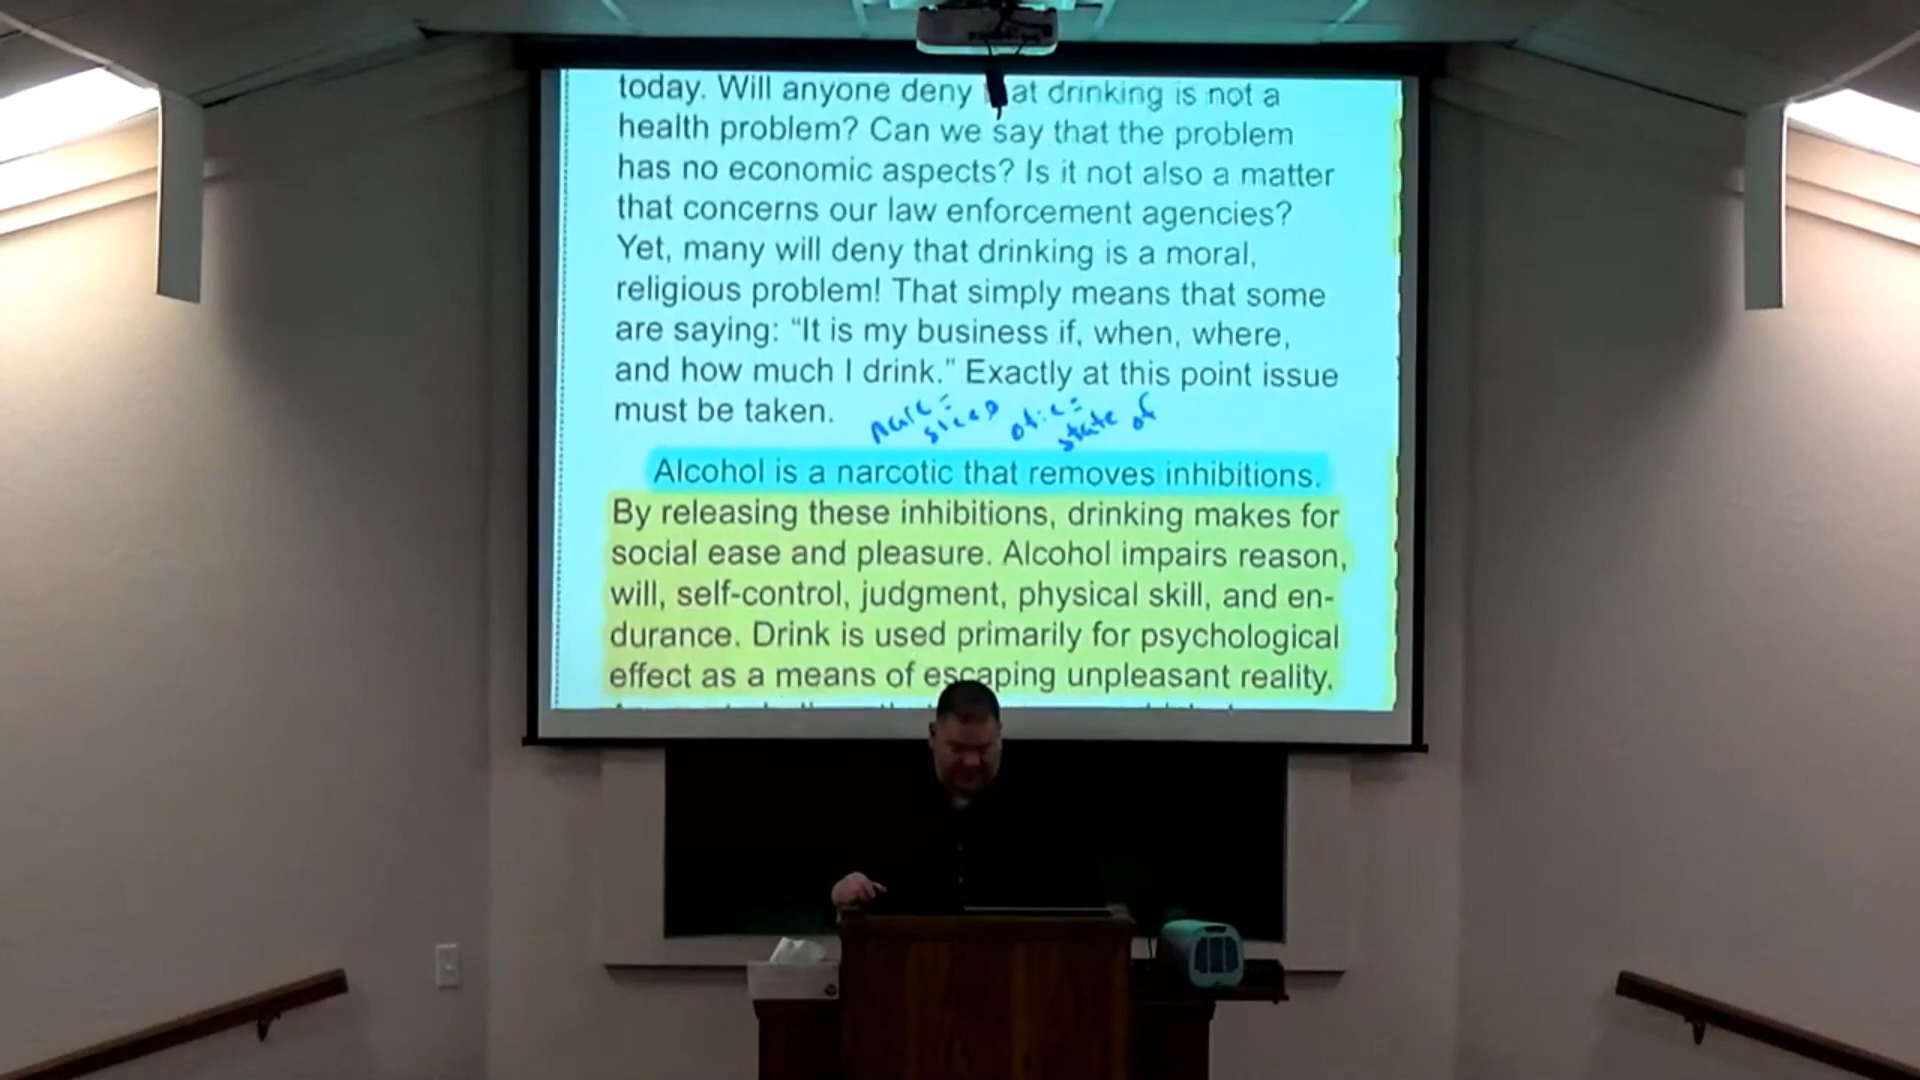 today. Will anyone deny that drinking is not a
health problem? Can we say that the problem
has no economic aspects? Is it not also a matter
that concerns our law enforcement agencies?
Yet, many will deny that drinking is a moral,
religious problem! That simply means that some
are saying: “It is my business if, when, where,
and how much I drink.” Exactly at this point issue
must be taken.
narc = otic =
sleep state of
Alcohol is a narcotic that removes inhibitions.
By releasing these inhibitions, drinking makes for
social ease and pleasure. Alcohol impairs reason,
will, self-control, judgment, physical skill, and en-
durance. Drink is used primarily for psychological
effect as a means of escaping unpleasant reality.